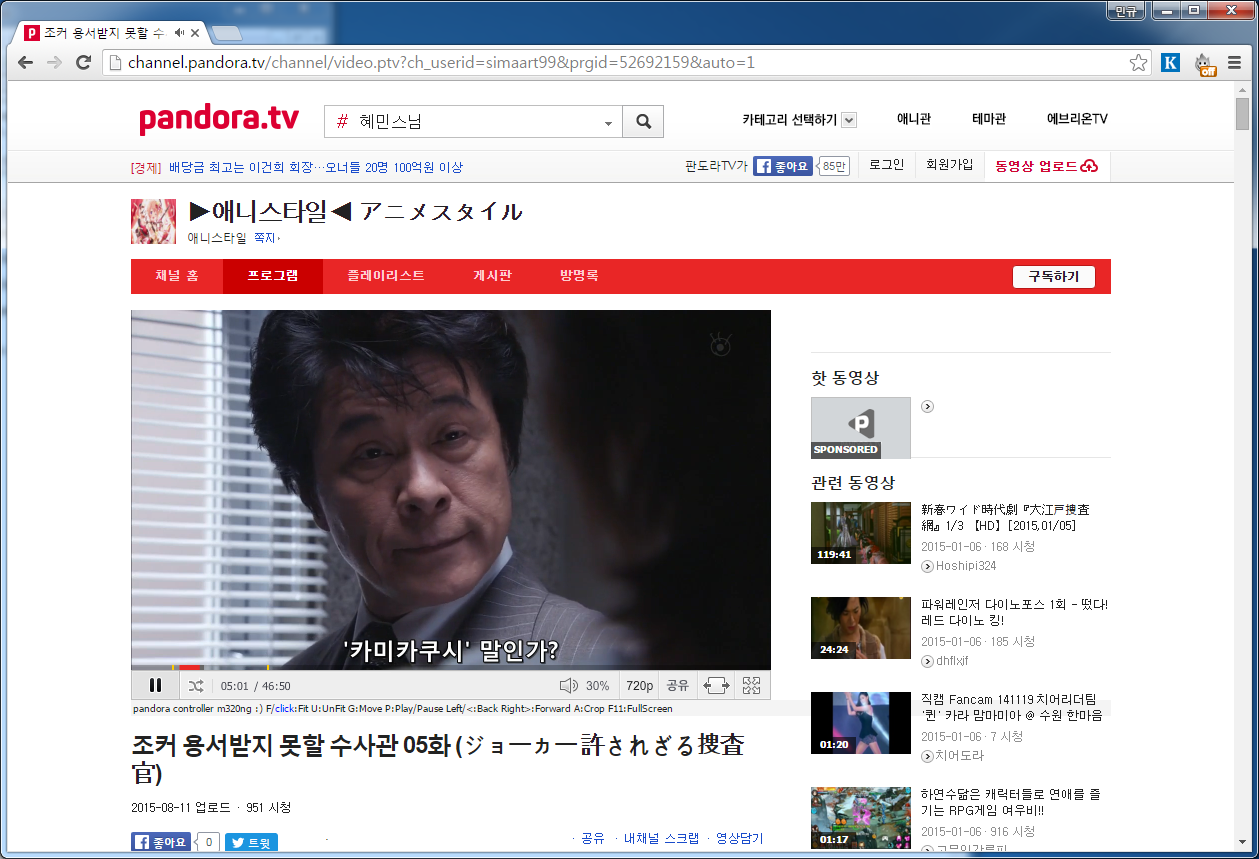 민규
조커 용서받지 못할 수
channel.pandora.tv/channel/video.ptv?ch_userid=simaart99&prgid=52692159&auto=1
K
off
pandora.tv
# 혜민스님
카테고리 선택하기
애니관
테마관
에브리온TV
[경제] 배당금 최고는 이건희 회장…오너들 20명 100억원 이상
판도라TV가
좋아요
85만
로그인
회원가입
동영상 업로드
▶애니스타일◀ アニメスタイル
애니스타일 쪽지
채널 홈
프로그램
플레이리스트
게시판
방명록
구독하기
'카미카쿠시' 말인가?
05:01 / 46:50
30%
720p
공유
pandora controller m320ng :) F/click:Fit U:UnFit G:Move P:Play/Pause Left/<:Back Right>:Forward A:Crop F11:FullScreen
조커 용서받지 못할 수사관 05화 (ジョーカー許されざる捜査
官)
2015-08-11 업로드 · 951 시청
좋아요
0
트윗
· 공유 · 내채널 스크랩 · 영상담기
핫 동영상
P
SPONSORED
관련 동영상
119:41
新春ワイド時代劇『大江戸捜査
網』 1/3 【HD】 [2015,01/05]
2015-01-06 · 168 시청
Hoshipi324
24:24
파워레인저 다이노포스 1회 - 떴다!
레드 다이노 킹!
2015-01-06 · 185 시청
dhflxjf
01:20
직캠 Fancam 141119 치어리더팀
'퀸' 카라 맘마미아 @ 수원 한마음
2015-01-06 · 7 시청
치어도라
01:17
하연수닮은 캐릭터들로 연애를 즐
기는 RPG게임 여우비!!
2015-01-06 · 916 시청